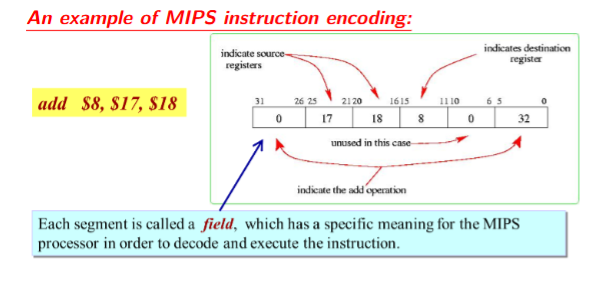 An example of MIPS instruction encoding:
indicate source
registers
indicates destination
register
add $8, $17, $18
31 26 25 21 20 16 15 11 10 6 5 0
0 17 18 8 0 32
unused in this case
indicate the add operation
Each segment is called a field, which has a specific meaning for the MIPS
processor in order to decode and execute the instruction.